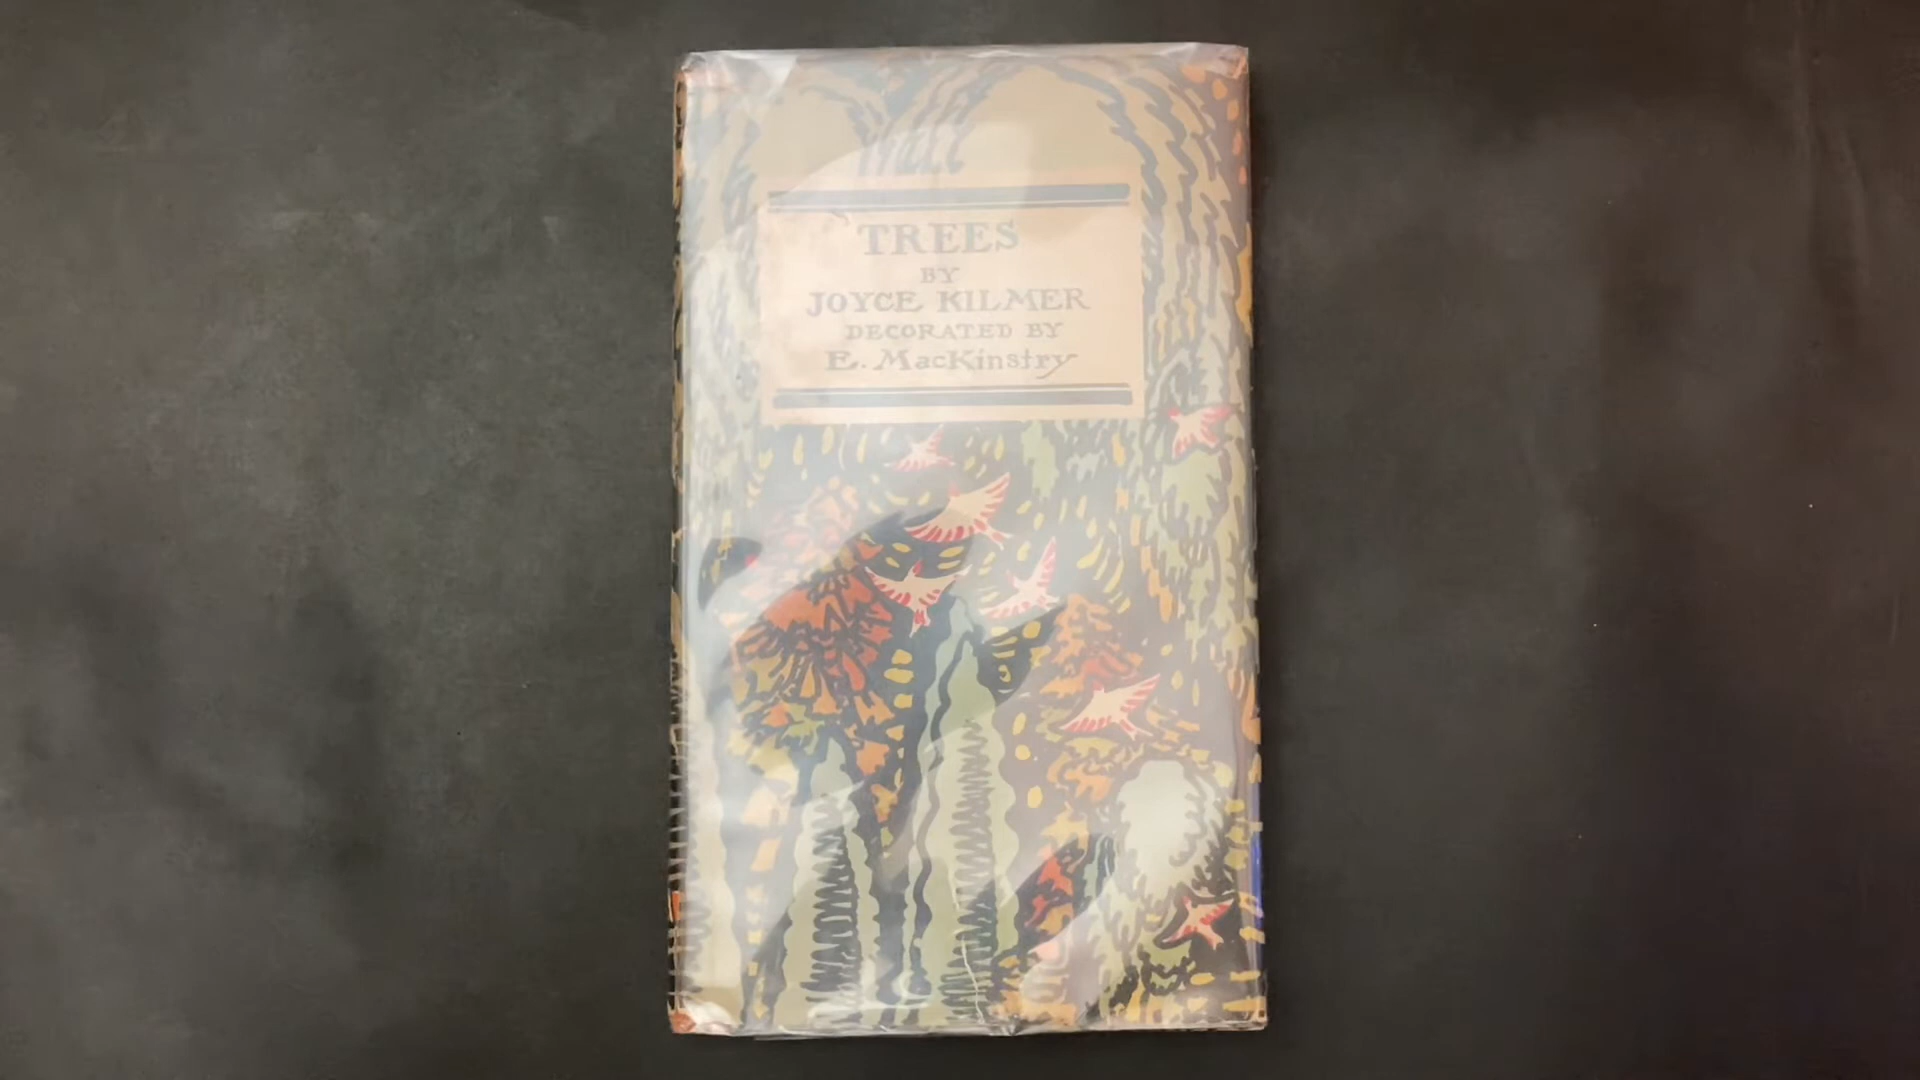 TREES
BY
JOYCE KILMER
DECORATED BY
E. MacKinstry